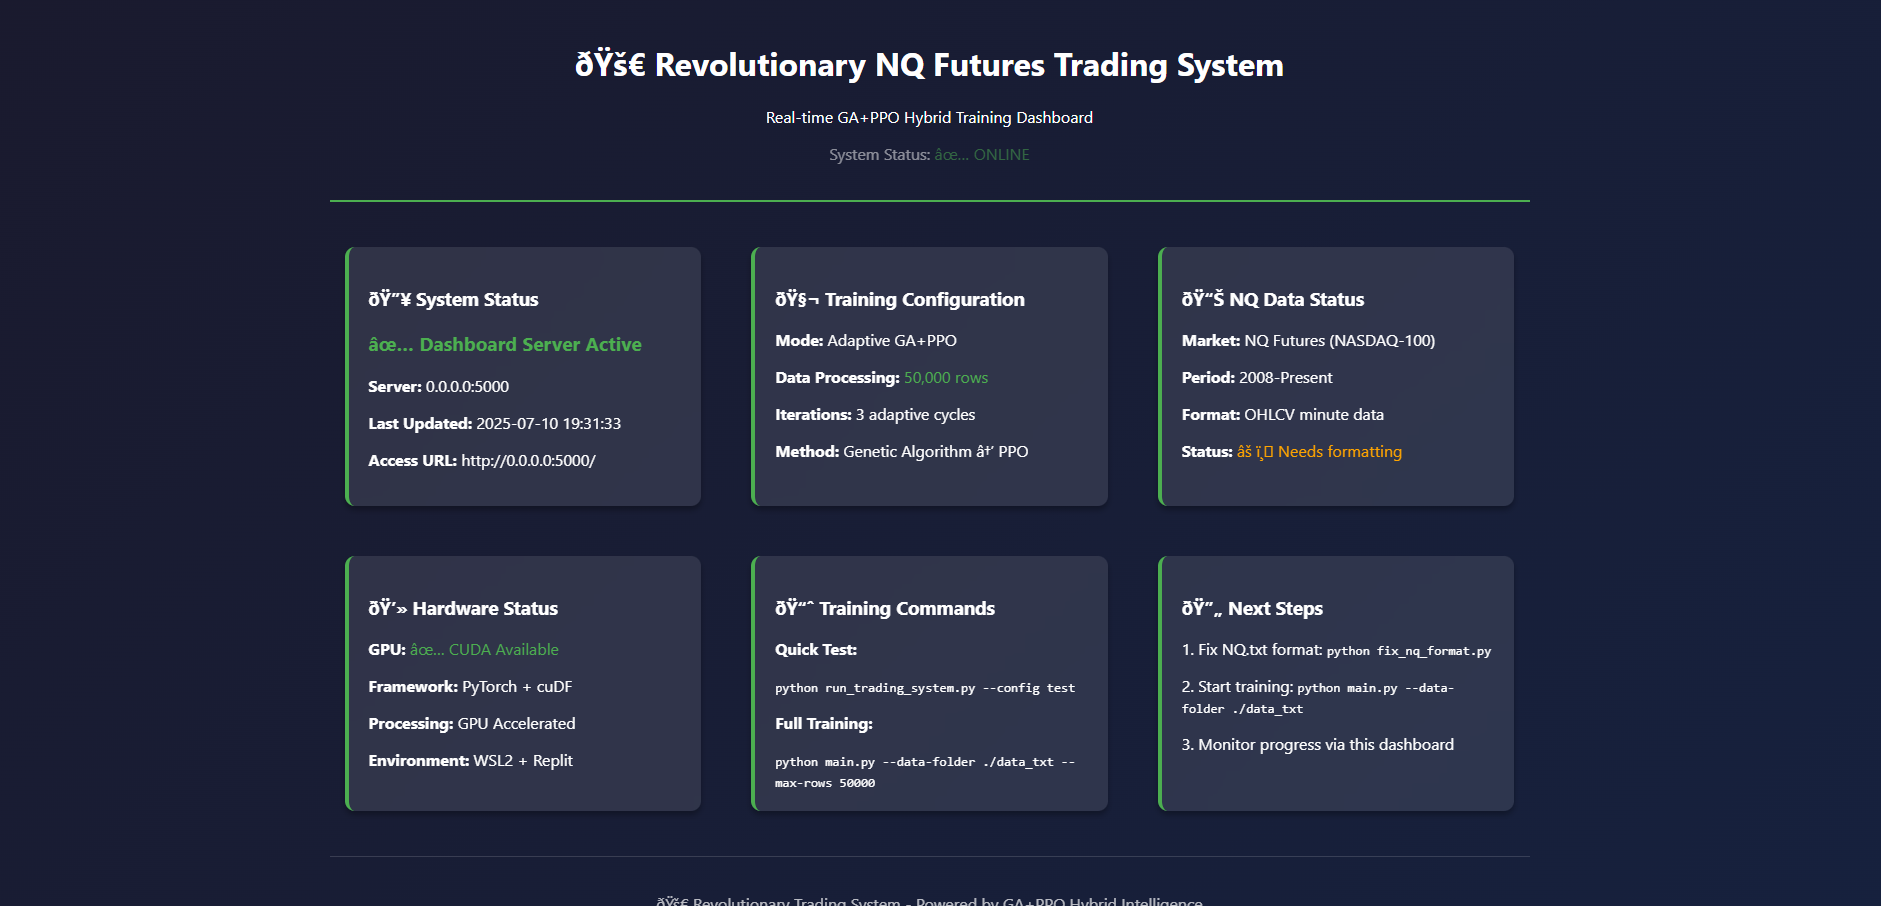 ðŸš€ Revolutionary NQ Futures Trading System
Real-time GA+PPO Hybrid Training Dashboard
System Status: âœ… ONLINE
ðŸ”¥ System Status
âœ… Dashboard Server Active
Server: 0.0.0.0:5000
Last Updated: 2025-07-10 19:31:33
Access URL: http://0.0.0.0:5000/
ðŸ§¬ Training Configuration
Mode: Adaptive GA+PPO
Data Processing: 50,000 rows
Iterations: 3 adaptive cycles
Method: Genetic Algorithm â†’ PPO
ðŸ“Š NQ Data Status
Market: NQ Futures (NASDAQ-100)
Period: 2008-Present
Format: OHLCV minute data
Status: âš ï¸ Needs formatting
ðŸ’» Hardware Status
GPU: âœ… CUDA Available
Framework: PyTorch + cuDF
Processing: GPU Accelerated
Environment: WSL2 + Replit
ðŸ“ˆ Training Commands
Quick Test:
python run_trading_system.py --config test
Full Training:
python main.py --data-folder ./data_txt --
max-rows 50000
ðŸ”„ Next Steps
1. Fix NQ.txt format: python fix_nq_format.py
2. Start training: python main.py --data-
folder ./data_txt
3. Monitor progress via this dashboard
ðŸš€ Revolutionary Trading System - Powered by GA+PPO Hybrid Intelligence